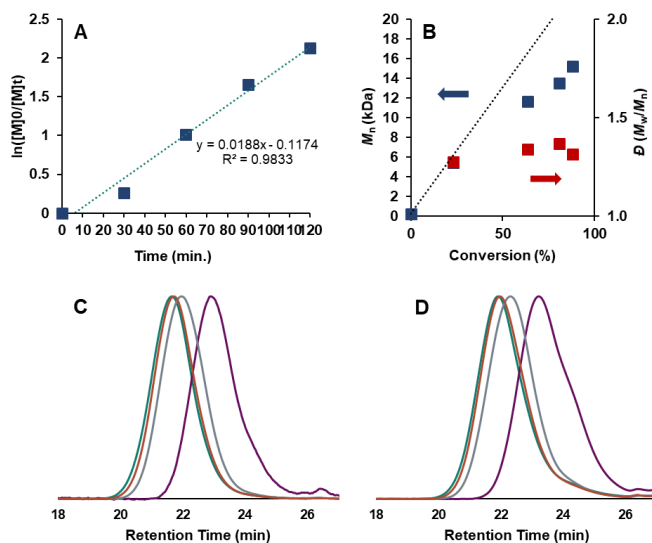 A
ln([M]0/[M]t)
2.5
2
1.5
1
0.5
0
y = 0.0188x - 0.1174
R² = 0.9833
0 10 20 30 40 50 60 70 80 90 100 110 120
Time (min.)
B
Mn (kDa)
20
18
16
14
12
10
8
6
4
2
0
2.0
1.5
1.0
Đ (Mw/Mn)
0 50 100
Conversion (%)
C
18 20 22 24 26
Retention Time (min)
D
18 20 22 24 26
Retention Time (min)